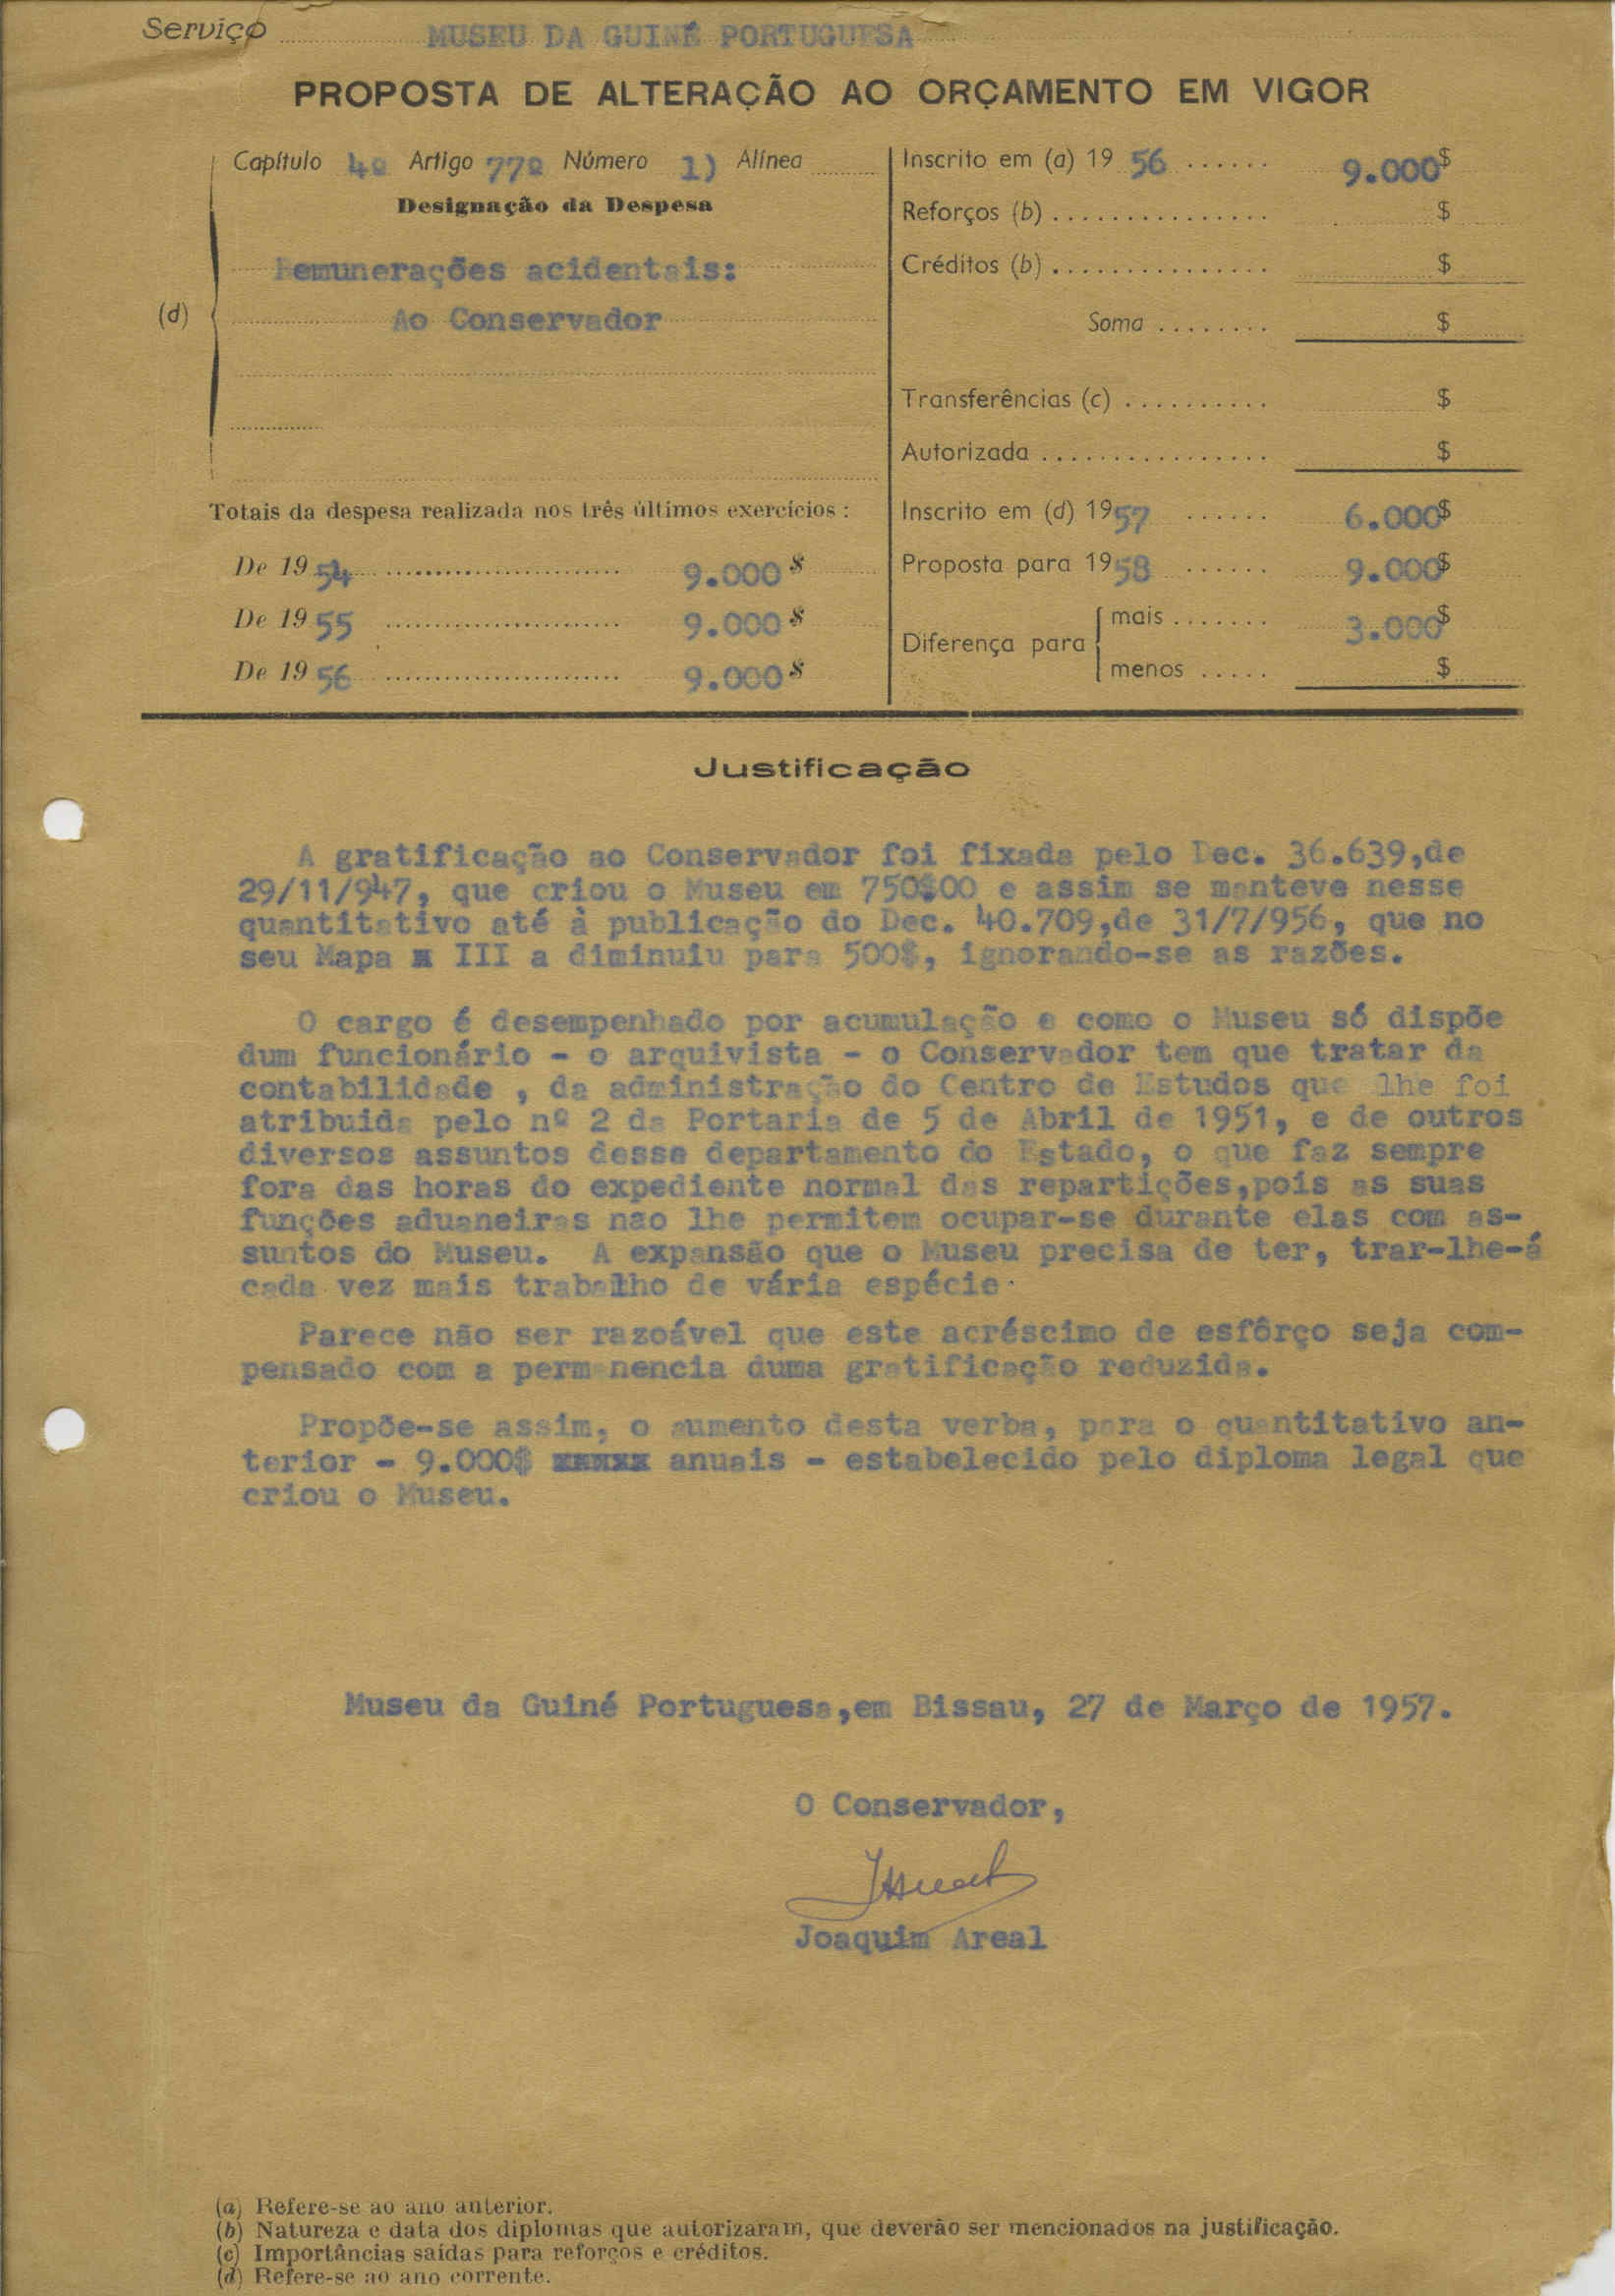 Serviço MUSEU DA GUINÉ PORTUGUESA
PROPOSTA DE ALTERAÇÃO AO ORÇAMENTO EM VIGOR
Capítulo 4º Artigo 77º Número 1) Alínea
Designação da Despesa
(d)
Remunerações acidentais:
Ao Conservador
Totais da despesa realizada nos três últimos exercícios :
De 1954 ........................ 9.000$
De 1955 ........................ 9.000$
De 1956 ........................ 9.000$
Inscrito em (a) 19 56 ...... 9.000$
Reforços (b) ............... $
Créditos (b) ............... $
Soma ........ $
Transferências (c) .......... $
Autorizada ................ $
Inscrito em (d) 1957 ...... 6.000$
Proposta para 1958 ...... 9.000$
Diferença para
mais ....... 3.000$
menos ..... $
Justificação
A gratificação ao Conservador foi fixada pelo Dec. 36.639,de
29/11/947, que criou o Museu em 750$00 e assim se manteve nesse
quantitativo até à publicação do Dec. 40.709,de 31/7/956, que no
seu Mapa III a diminuiu para 500$, ignorando-se as razões.
O cargo é desempenhado por acumulação e como o Museu só dispõe
dum funcionário - o arquivista - o Conservador tem que tratar da
contabilidade , da administração do Centro de Estudos que lhe foi
atribuida pelo nº 2 da Portaria de 5 de Abril de 1951, e de outros
diversos assuntos desse departamento do Estado, o que faz sempre
fora das horas do expediente normal das repartições,pois as suas
funções aduaneiras nao lhe permitem ocupar-se durante elas com as-
suntos do Museu. A expansão que o Museu precisa de ter, trar-lhe-á
cada vez mais trabalho de vária espécie.
Parece não ser razoável que este acréscimo de esfôrço seja com-
pensado com a permanencia duma gratificação reduzida.
Propõe-se assim, o aumento desta verba, para o quantitativo an-
terior - 9.000$ anuais - estabelecido pelo diploma legal que
criou o Museu.
Museu da Guiné Portuguesa,em Bissau, 27 de Março de 1957.
O Conservador,
Joaquim Areal
(a) Refere-se ao ano anterior.
(b) Natureza e data dos diplomas que autorizaram, que deverão ser mencionados na justificação.
(c) Importâncias saídas para reforços e créditos.
(d) Refere-se ao ano corrente.